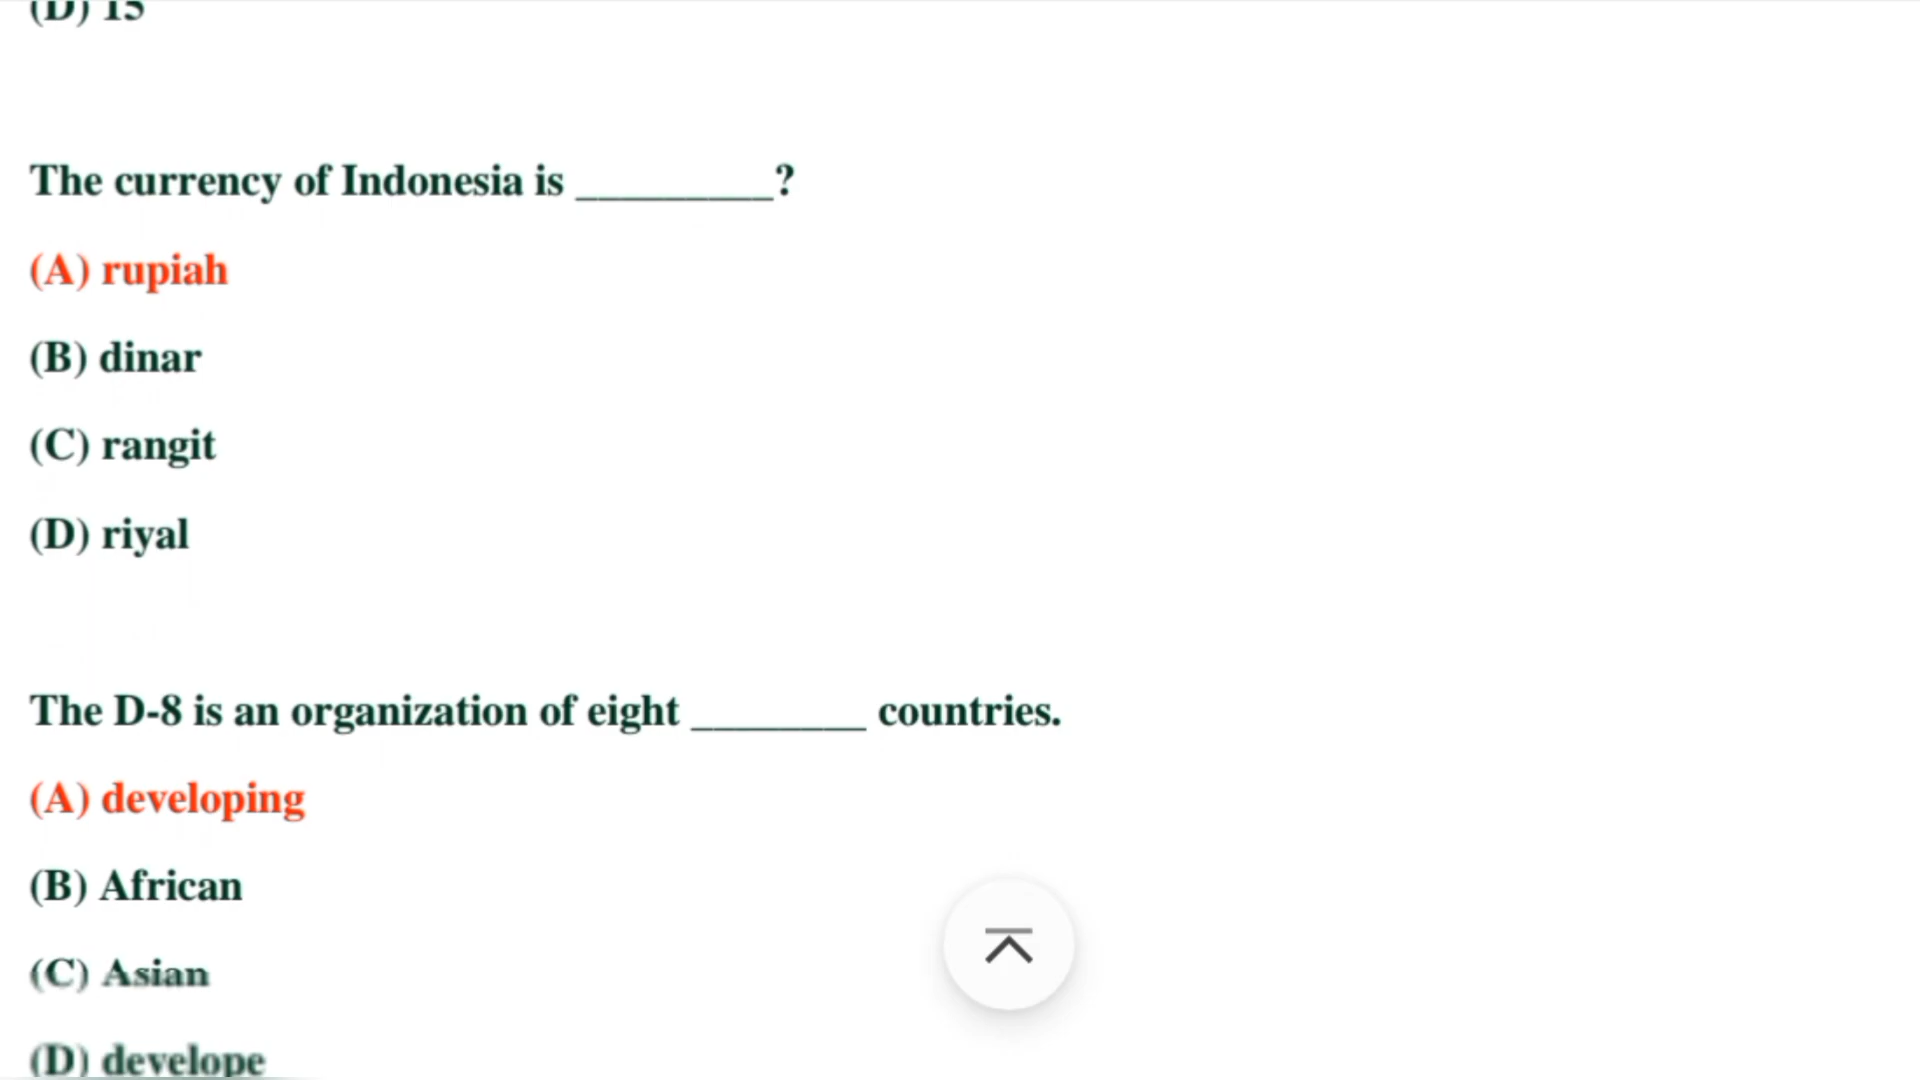 (D) 15
The currency of Indonesia is _________?
(A) rupiah
(B) dinar
(C) rangit
(D) riyal
The D-8 is an organization of eight ________ countries.
(A) developing
(B) African
(C) Asian
(D) develope